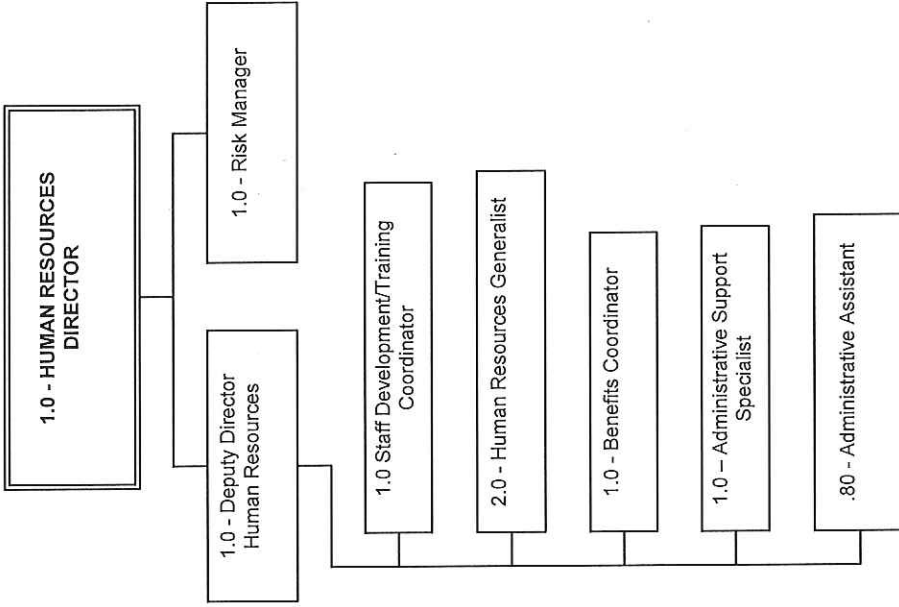 1.0 - HUMAN RESOURCES
DIRECTOR
1.0 - Deputy Director
Human Resources
1.0 - Risk Manager
1.0 Staff Development/Training
Coordinator
2.0 - Human Resources Generalist
1.0 - Benefits Coordinator
1.0 – Administrative Support
Specialist
.80 - Administrative Assistant